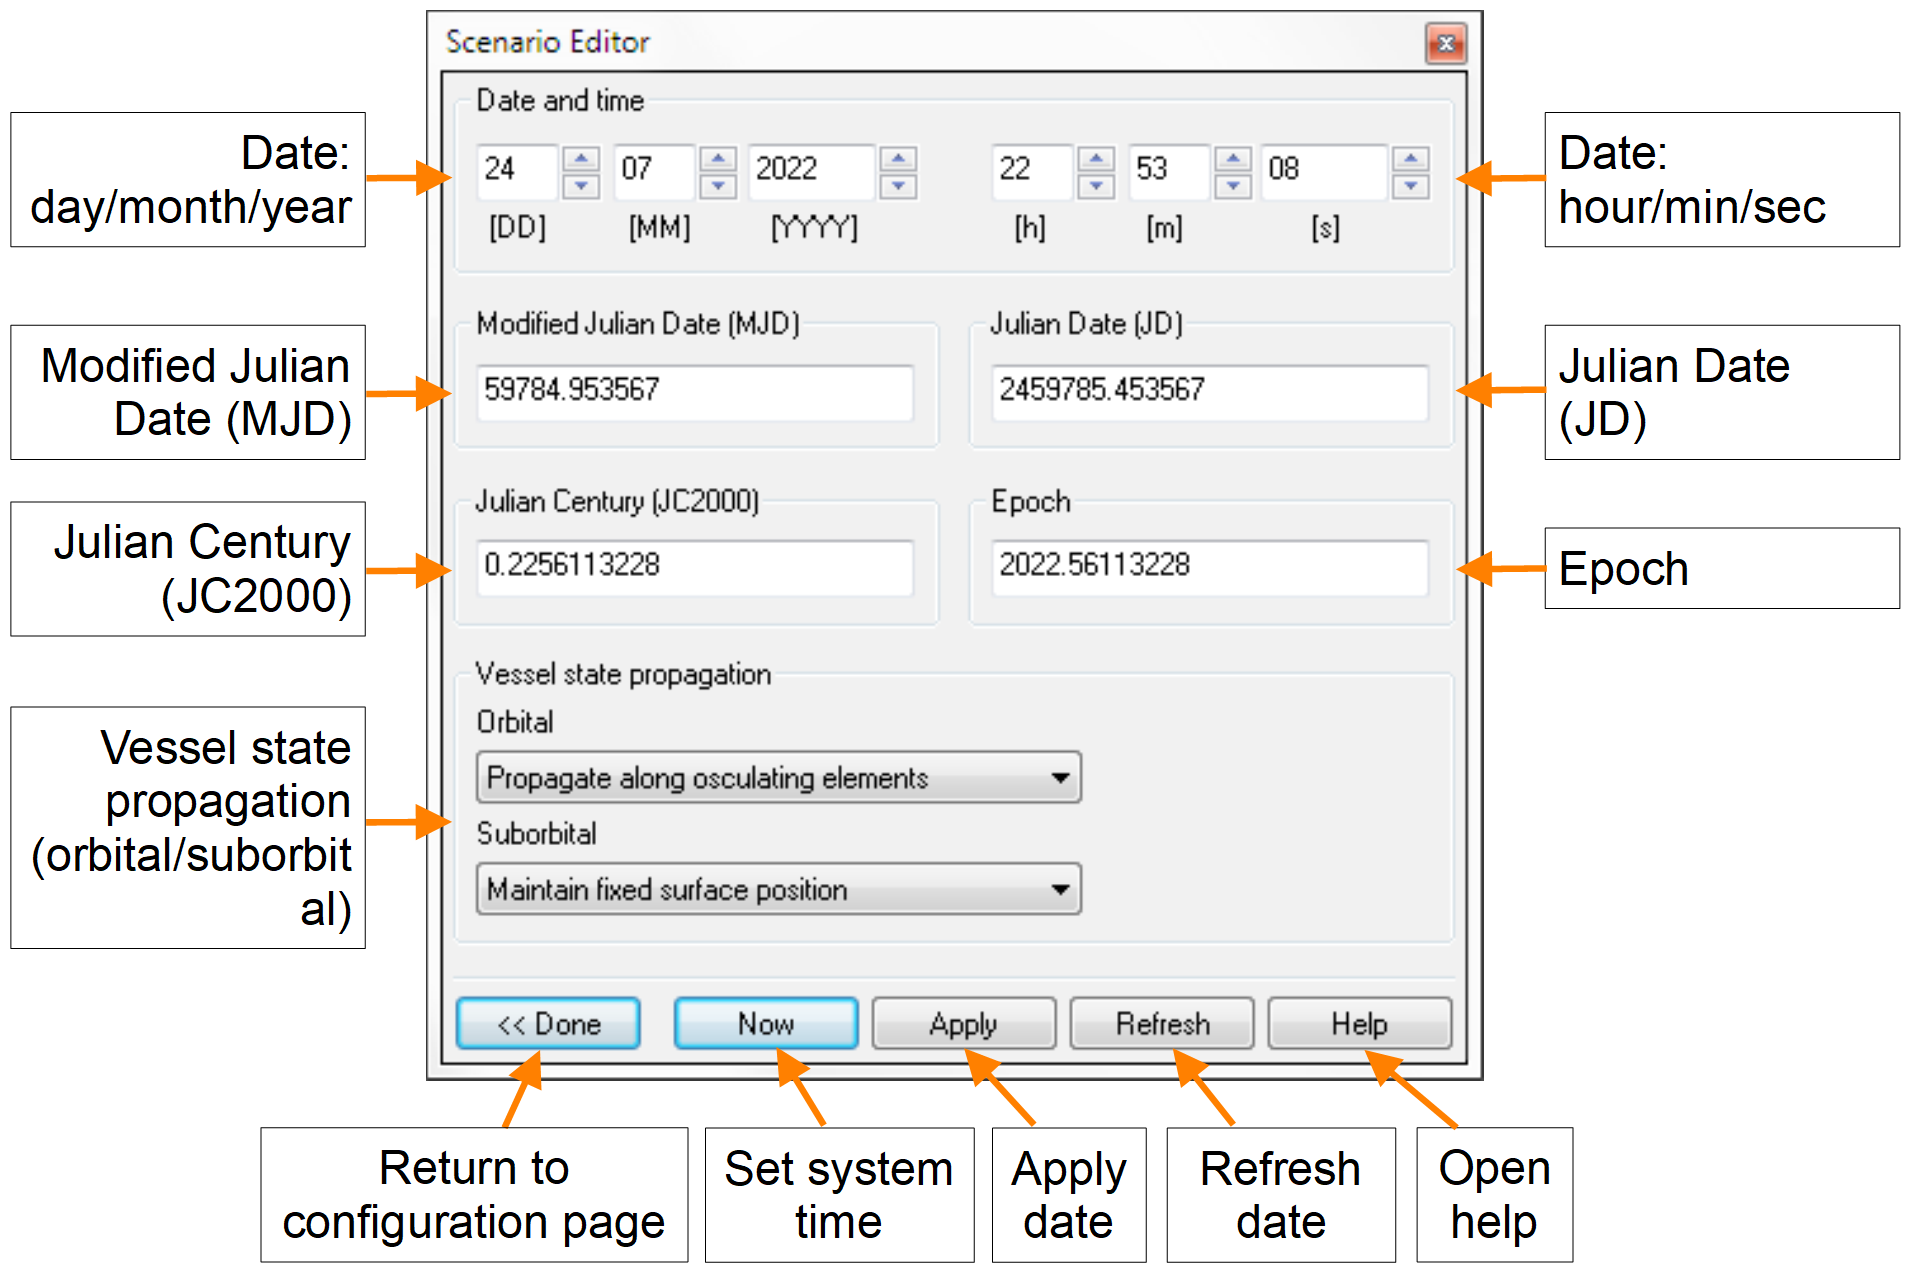 Scenario Editor
Date and time
24 07 2022 22 53 08
[DD] [MM] [YYYY] [h] [m] [s]
Date:
day/month/year
Date:
hour/min/sec
Modified Julian Date (MJD)
59784.953567
Julian Date (JD)
2459785.453567
Modified Julian
Date (MJD)
Julian Date
(JD)
Julian Century (JC2000)
0.2256113228
Epoch
2022.56113228
Julian Century
(JC2000)
Epoch
Vessel state propagation
Orbital
Propagate along osculating elements
Suborbital
Maintain fixed surface position
Vessel state
propagation
(orbital/suborbit
al)
<< Done Now Apply Refresh Help
Return to
configuration page
Set system
time
Apply
date
Refresh
date
Open
help